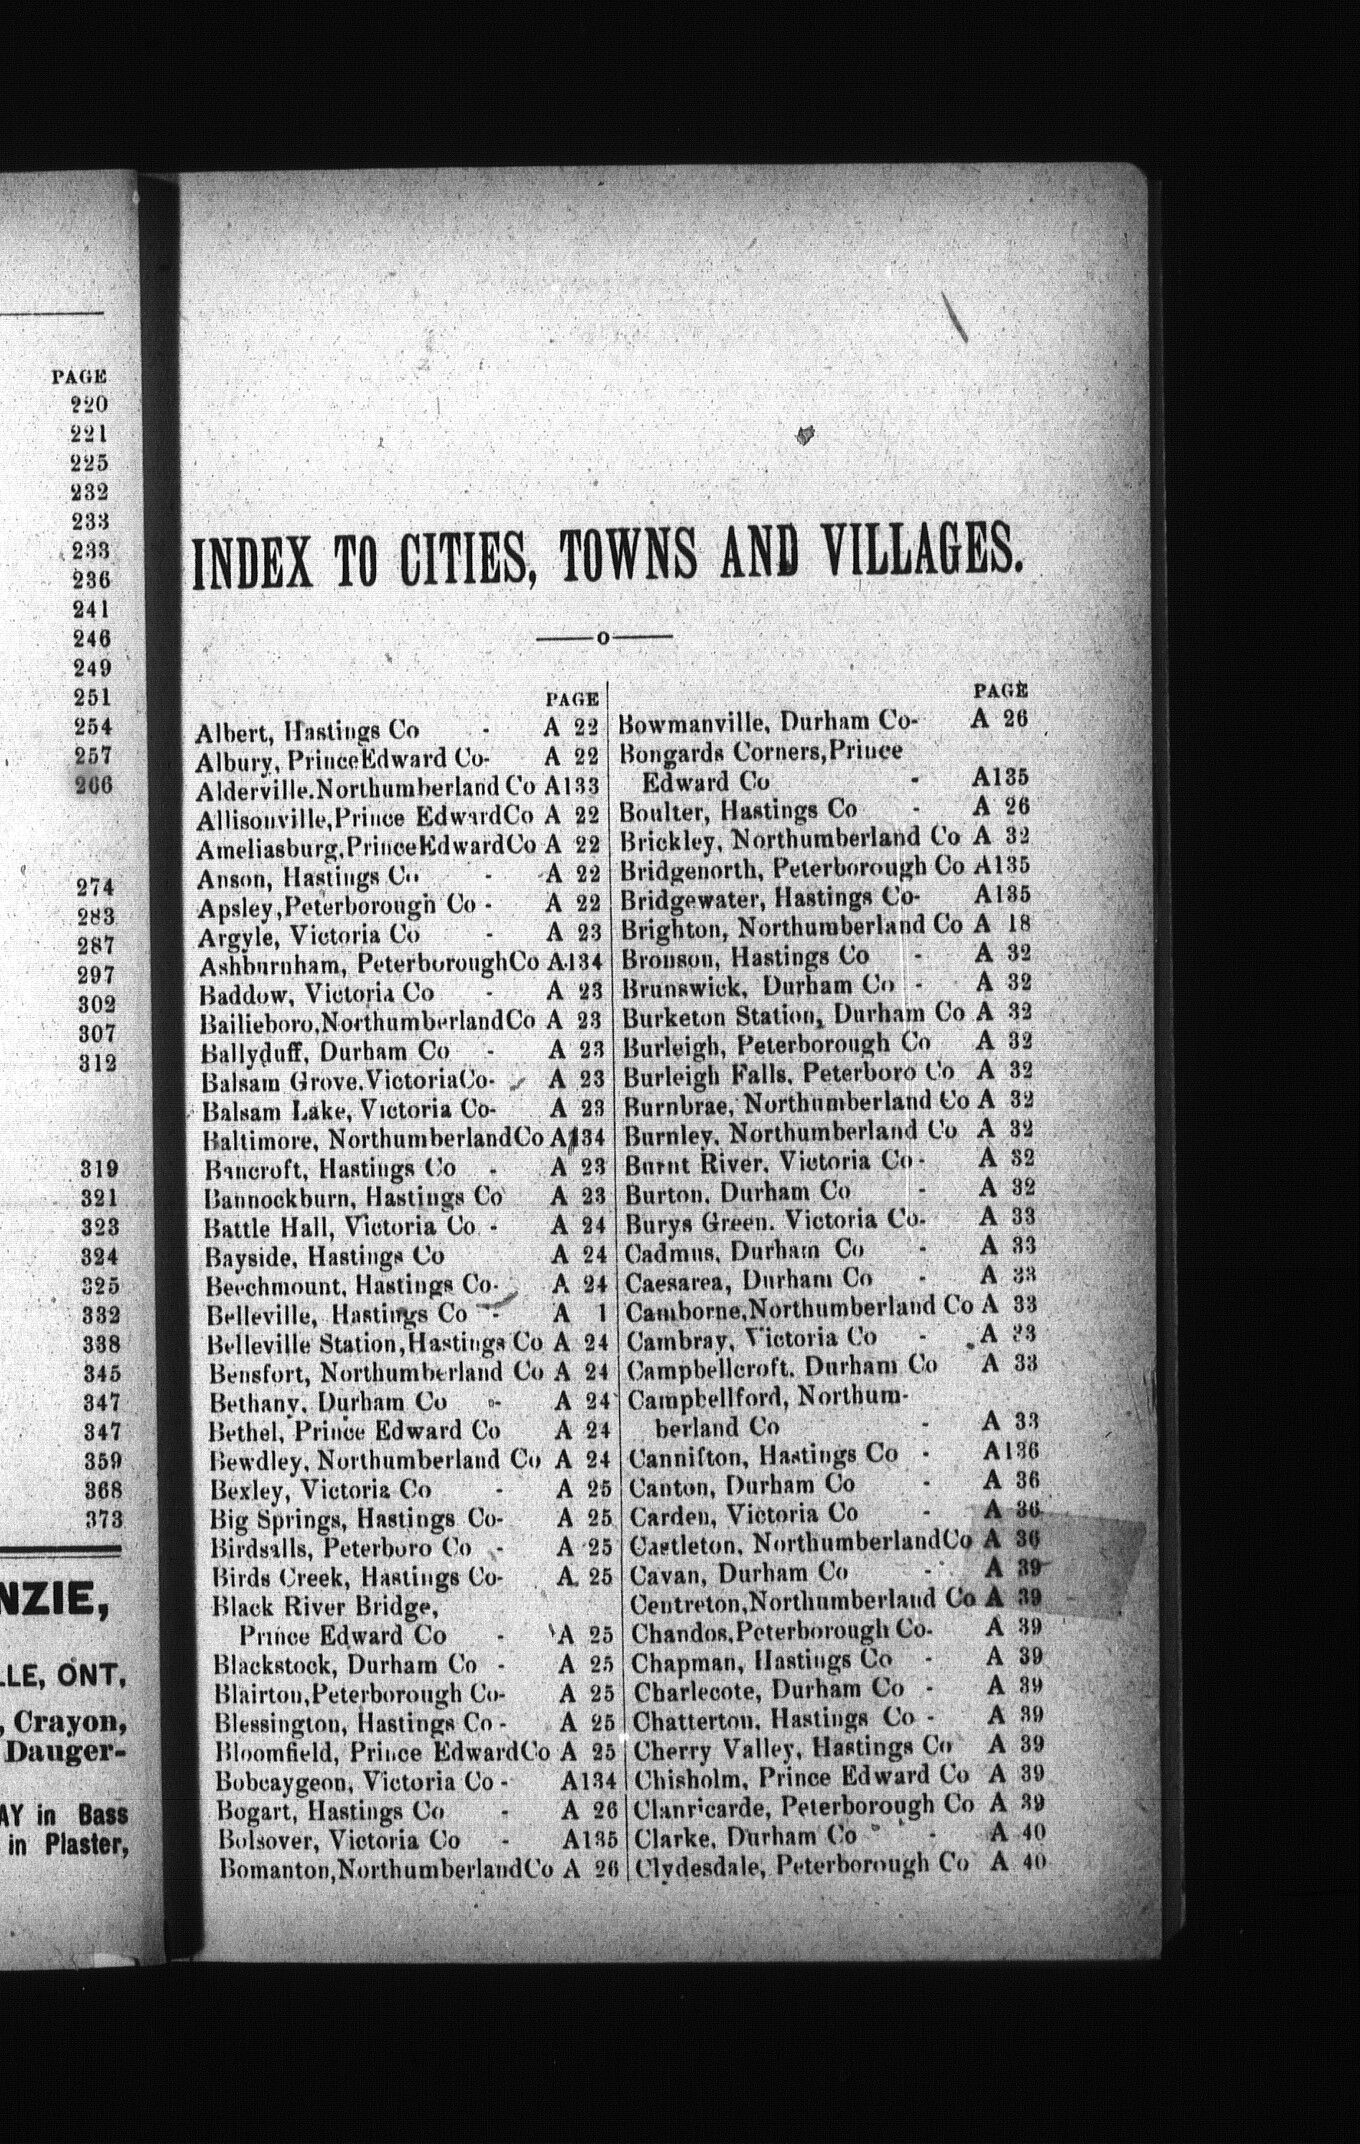 PAGE
220
221
225
232
233
233
236
241
246
249
251
254
257
266
274
283
287
297
302
307
312
319
321
323
324
325
332
338
345
347
347
359
368
373
NZIE,
LLE, ONT,
, Crayon,
Dauger-
AY in Bass
in Plaster,
INDEX TO CITIES, TOWNS AND VILLAGES.
o
PAGE
Albert, Hastings Co - A 22
Albury, PrinceEdward Co- A 22
Alderville.Northumberland Co A133
Allisonville,Prince EdwardCo A 22
Ameliasburg,PrinceEdwardCo A 22
Anson, Hastings Co - A 22
Apsley,Peterborough Co - A 22
Argyle, Victoria Co - A 23
Ashburnham, PeterboroughCo A134
Baddow, Victoria Co - A 23
Bailieboro,NorthumberlandCo A 23
Ballyduff, Durham Co - A 23
Balsam Grove.VictoriaCo- A 23
Balsam Lake, Victoria Co- A 23
Baltimore, NorthumberlandCo A134
Bancroft, Hastings Co - A 23
Bannockburn, Hastings Co A 23
Battle Hall, Victoria Co - A 24
Bayside, Hastings Co A 24
Beechmount, Hastings Co- A 24
Belleville, Hastings Co - A 1
Belleville Station,Hastings Co A 24
Bensfort, Northumberland Co A 24
Bethany, Durham Co - A 24
Bethel, Prince Edward Co A 24
Bewdley, Northumberland Co A 24
Bexley, Victoria Co - A 25
Big Springs, Hastings Co- A 25
Birdsalls, Peterboro Co - A 25
Birds Creek, Hastings Co- A 25
Black River Bridge,
Prince Edward Co - A 25
Blackstock, Durham Co - A 25
Blairton,Peterborough Co- A 25
Blessington, Hastings Co - A 25
Bloomfield, Prince EdwardCo A 25
Bobcaygeon, Victoria Co - A134
Bogart, Hastings Co - A 26
Bolsover, Victoria Co - A135
Bomanton,NorthumberlandCo A 26
PAGE
Bowmanville, Durham Co- A 26
Bongards Corners,Prince
Edward Co - A135
Boulter, Hastings Co - A 26
Brickley, Northumberland Co A 32
Bridgenorth, Peterborough Co A135
Bridgewater, Hastings Co- A135
Brighton, Northumberland Co A 18
Bronson, Hastings Co - A 32
Brunswick, Durham Co - A 32
Burketon Station, Durham Co A 32
Burleigh, Peterborough Co A 32
Burleigh Falls, Peterboro Co A 32
Burnbrae, Northumberland Co A 32
Burnley, Northumberland Co A 32
Burnt River, Victoria Co - A 32
Burton, Durham Co - A 32
Burys Green. Victoria Co- A 33
Cadmus, Durham Co - A 33
Caesarea, Durham Co - A 33
Camborne,Northumberland Co A 33
Cambray, Victoria Co - A 33
Campbellcroft, Durham Co A 33
Campbellford, Northum-
berland Co - A 33
Cannifton, Hastings Co - A136
Canton, Durham Co - A 36
Carden, Victoria Co - A 36
Castleton, NorthumberlandCo A 36
Cavan, Durham Co - A 39
Centreton,Northumberland Co A 39
Chandos,Peterborough Co- A 39
Chapman, Hastings Co - A 39
Charlecote, Durham Co - A 39
Chatterton, Hastings Co - A 39
Cherry Valley, Hastings Co A 39
Chisholm, Prince Edward Co A 39
Clanricarde, Peterborough Co A 39
Clarke, Durham Co - A 40
Clydesdale, Peterborough Co A 40